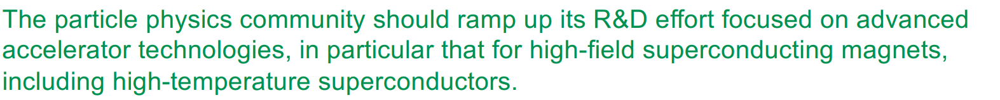 The particle physics community should ramp up its R&D effort focused on advanced
accelerator technologies, in particular that for high-field superconducting magnets,
including high-temperature superconductors.